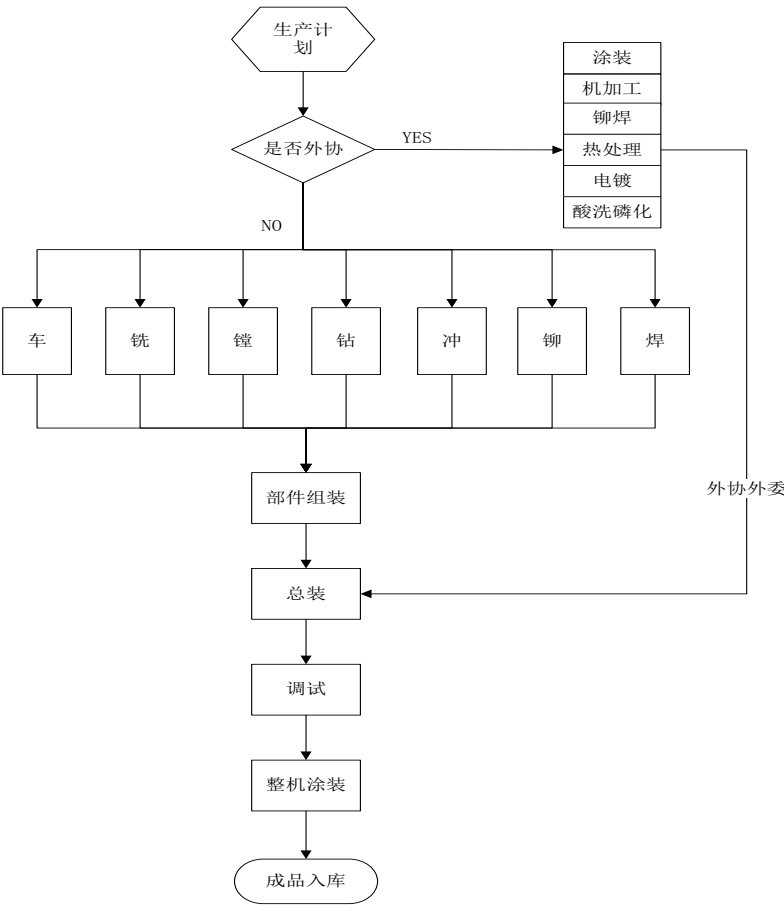 生产计
划
涂装
机加工
铆焊
热处理
电镀
酸洗磷化
是否外协
YES
NO
车
铣
镗
钻
冲
铆
焊
部件组装
外协外委
总装
调试
整机涂装
成品入库